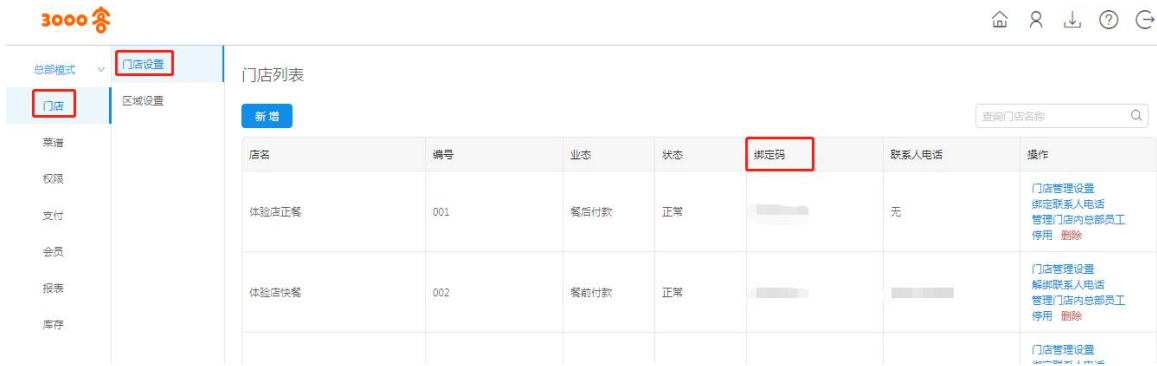 3000客
总部模式
门店
菜谱
权限
支付
会员
报表
库存
门店设置
区域设置
门店列表
新增
查询门店名称
店名 编号 业态 状态 绑定码 联系人电话 操作
体验店正餐 001 餐后付款 正常 无
门店管理设置
绑定联系人电话
管理门店内总部员工
停用 删除
体验店快餐 002 餐前付款 正常
门店管理设置
解绑联系人电话
管理门店内总部员工
停用 删除
门店管理设置